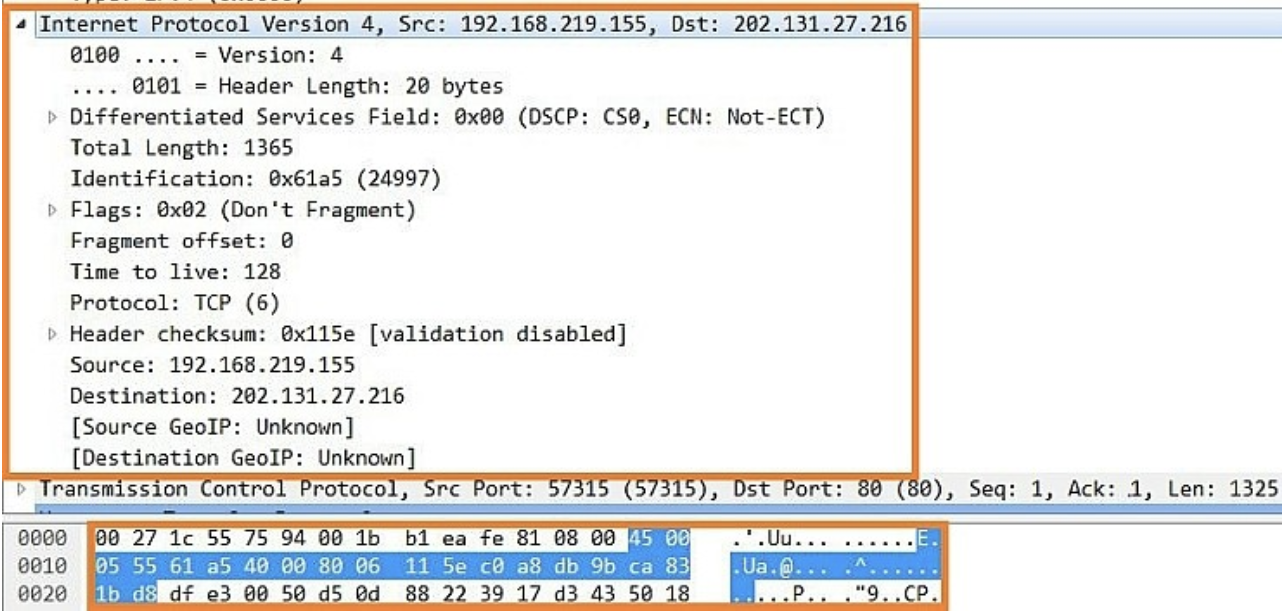 Internet Protocol Version 4, Src: 192.168.219.155, Dst: 202.131.27.216
0100 .... = Version: 4
.... 0101 = Header Length: 20 bytes
Differentiated Services Field: 0x00 (DSCP: CS0, ECN: Not-ECT)
Total Length: 1365
Identification: 0x61a5 (24997)
Flags: 0x02 (Don't Fragment)
Fragment offset: 0
Time to live: 128
Protocol: TCP (6)
Header checksum: 0x115e [validation disabled]
Source: 192.168.219.155
Destination: 202.131.27.216
[Source GeoIP: Unknown]
[Destination GeoIP: Unknown]
Transmission Control Protocol, Src Port: 57315 (57315), Dst Port: 80 (80), Seq: 1, Ack: 1, Len: 1325
0000 00 27 1c 55 75 94 00 1b b1 ea fe 81 08 00 45 00 .'.Uu... ......E.
0010 05 55 61 a5 40 00 80 06 11 5e c0 a8 db 9b ca 83 .Ua.@... .^......
0020 1b d8 df e3 00 50 d5 0d 88 22 39 17 d3 43 50 18 .....P.. ."9..CP.